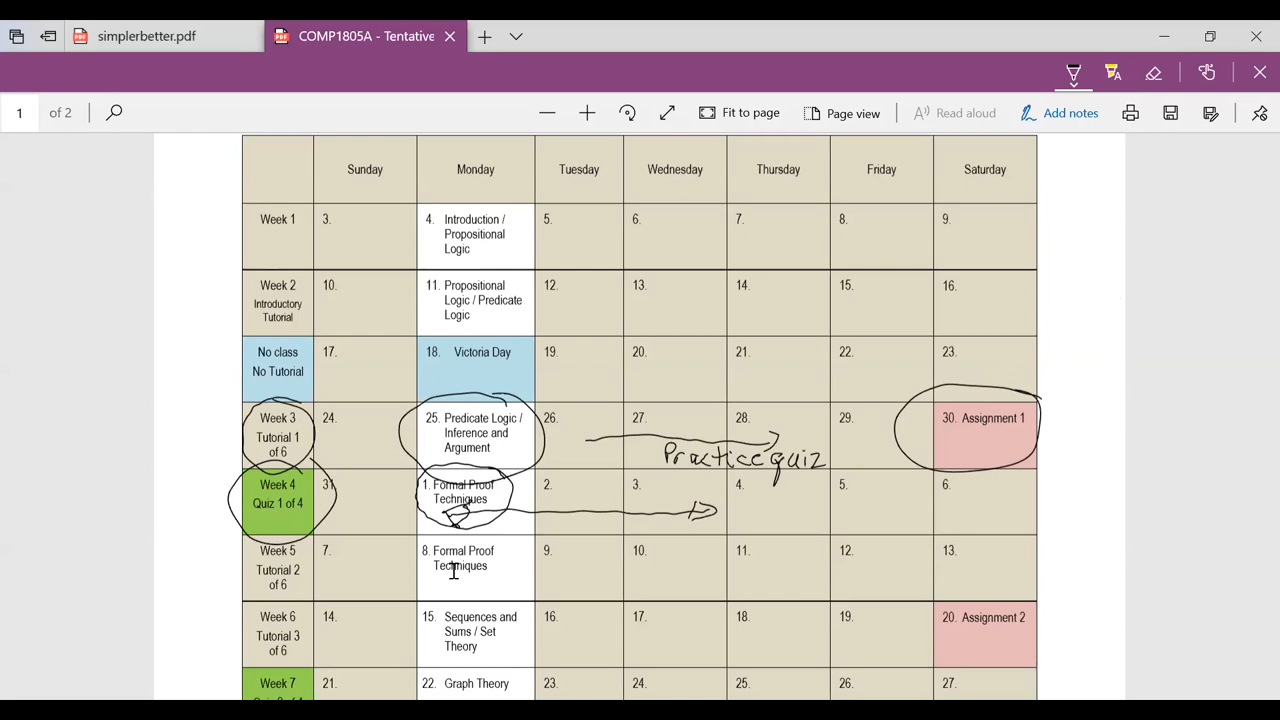 simplerbetter.pdf
COMP1805A - Tentative
1
of 2
Fit to page
Page view
Read aloud
Add notes
Sunday
Monday
Tuesday
Wednesday
Thursday
Friday
Saturday
Week 1
3.
4. Introduction /
Propositional
Logic
5.
6.
7.
8.
9.
Week 2
Introductory
Tutorial
10.
11. Propositional
Logic / Predicate
Logic
12.
13.
14.
15.
16.
No class
No Tutorial
17.
18. Victoria Day
19.
20.
21.
22.
23.
Week 3
Tutorial 1
of 6
24.
25. Predicate Logic /
Inference and
Argument
26.
27.
28.
29.
30. Assignment 1
Practice quiz
Week 4
Quiz 1 of 4
31.
1. Formal Proof
Techniques
2.
3.
4.
5.
6.
Week 5
Tutorial 2
of 6
7.
8. Formal Proof
Techniques
9.
10.
11.
12.
13.
Week 6
Tutorial 3
of 6
14.
15. Sequences and
Sums / Set
Theory
16.
17.
18.
19.
20. Assignment 2
Week 7
21.
22. Graph Theory
23.
24.
25.
26.
27.